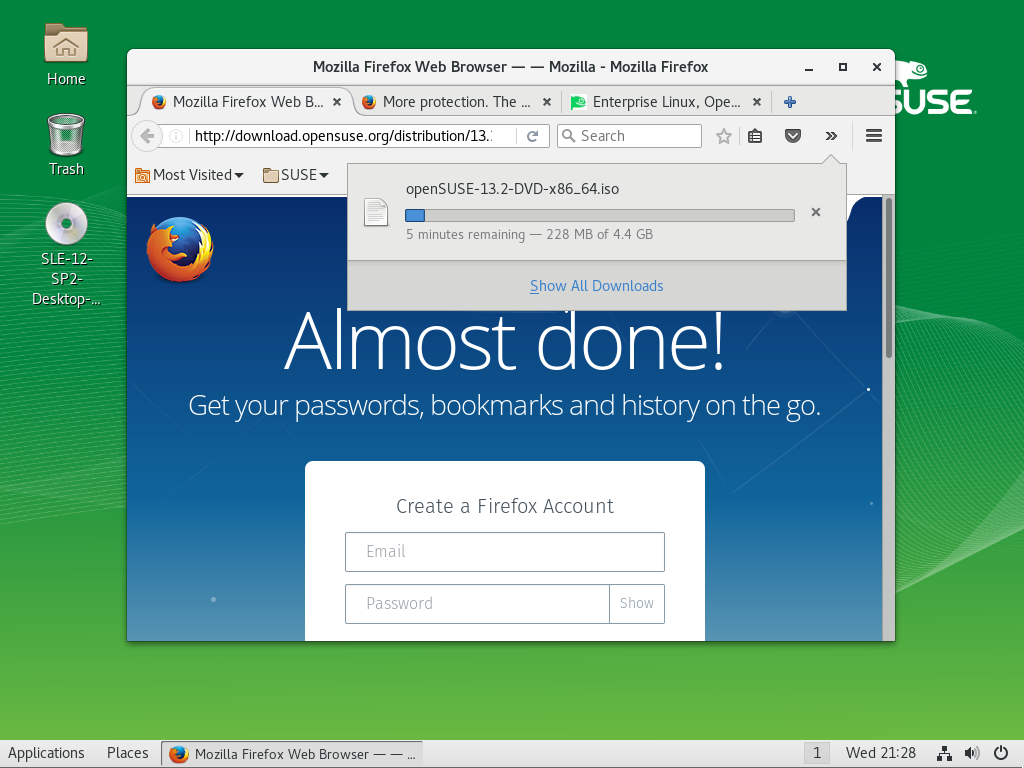 Home
Trash
SLE-12-
SP2-
Desktop-...
SUSE
Mozilla Firefox Web Browser — — Mozilla - Mozilla Firefox
Mozilla Firefox Web B...
More protection. The ...
Enterprise Linux, Ope...
http://download.opensuse.org/distribution/13.
Search
Most Visited
SUSE
openSUSE-13.2-DVD-x86_64.iso
5 minutes remaining — 228 MB of 4.4 GB
Show All Downloads
Almost done!
Get your passwords, bookmarks and history on the go.
Create a Firefox Account
Email
Password
Show
Applications
Places
Mozilla Firefox Web Browser — — ...
1
Wed 21:28